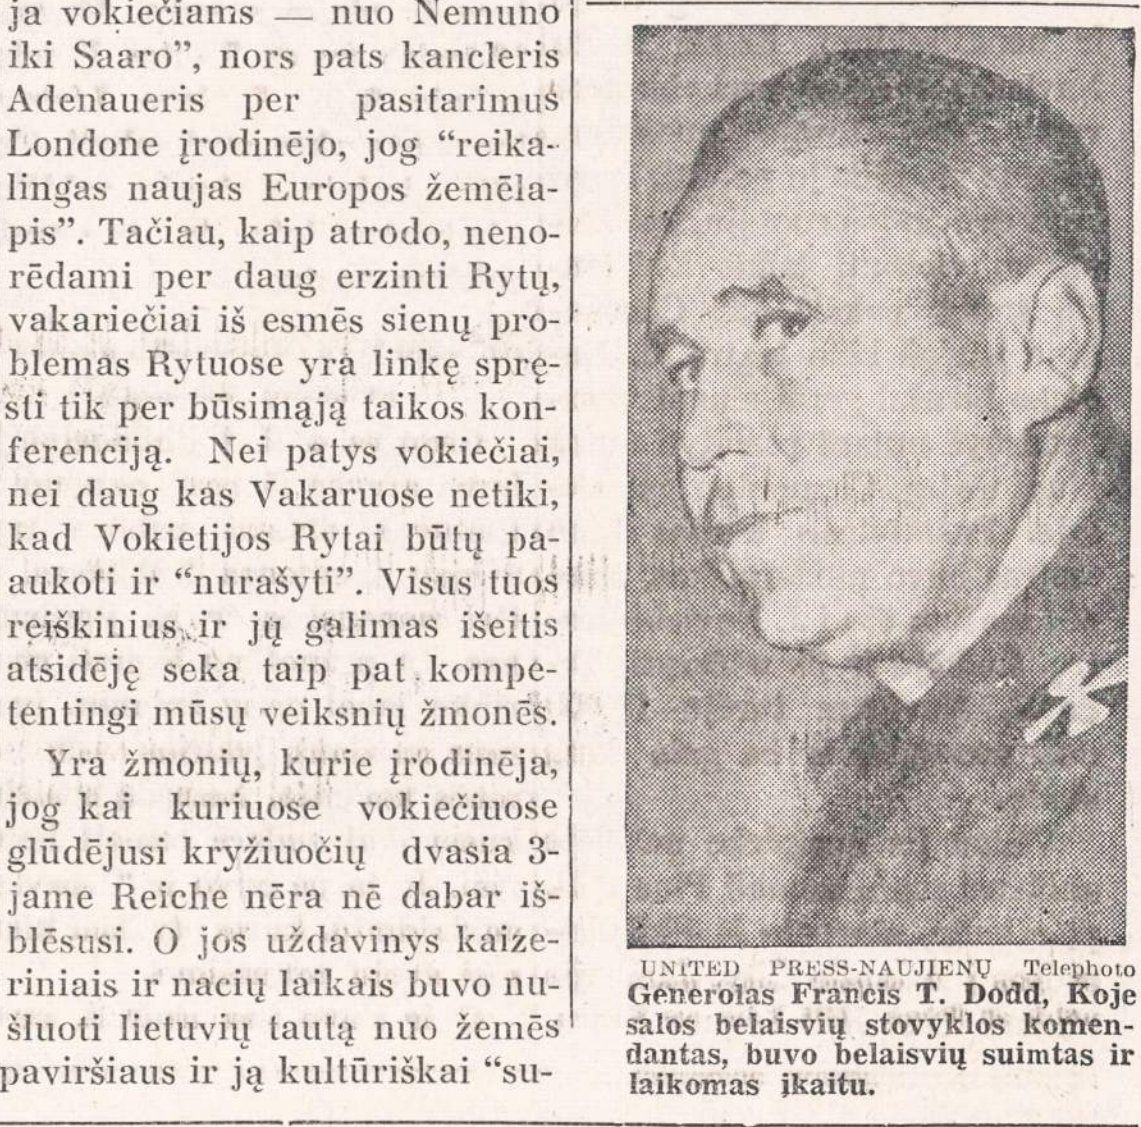 ja vokiečiams — nuo Nemuno
iki Saaro”, nors pats kancleris
Adenaueris per pasitarimus
Londone įrodinėjo, jog “reika-
lingas naujas Europos žemėla-
pis”. Tačiau, kaip atrodo, neno-
rėdami per daug erzinti Rytų,
vakariečiai iš esmės sienų pro-
blemas Rytuose yra linkę sprę-
sti tik per būsimąją taikos kon-
ferenciją. Nei patys vokiečiai,
nei daug kas Vakaruose netiki,
kad Vokietijos Rytai būtų pa-
aukoti ir “nurašyti”. Visus tuos
reiškinius ir jų galimas išeitis
atsidėję seka taip pat kompe-
tentingi mūsų veiksnių žmonės.
Yra žmonių, kurie įrodinėja,
jog kai kuriuose vokiečiuose
glūdėjusi kryžiuočių dvasia 3-
jame Reiche nėra nė dabar iš-
blėsusi. O jos uždavinys kaize-
riniais ir nacių laikais buvo nu-
šluoti lietuvių tautą nuo žemės
paviršiaus ir ją kultūriškai “su-
UNITED PRESS-NAUJIENŲ Telephoto
Generolas Francis T. Dodd, Koje
salos belaisvių stovyklos komen-
dantas, buvo belaisvių suimtas ir
laikomas įkaitu.